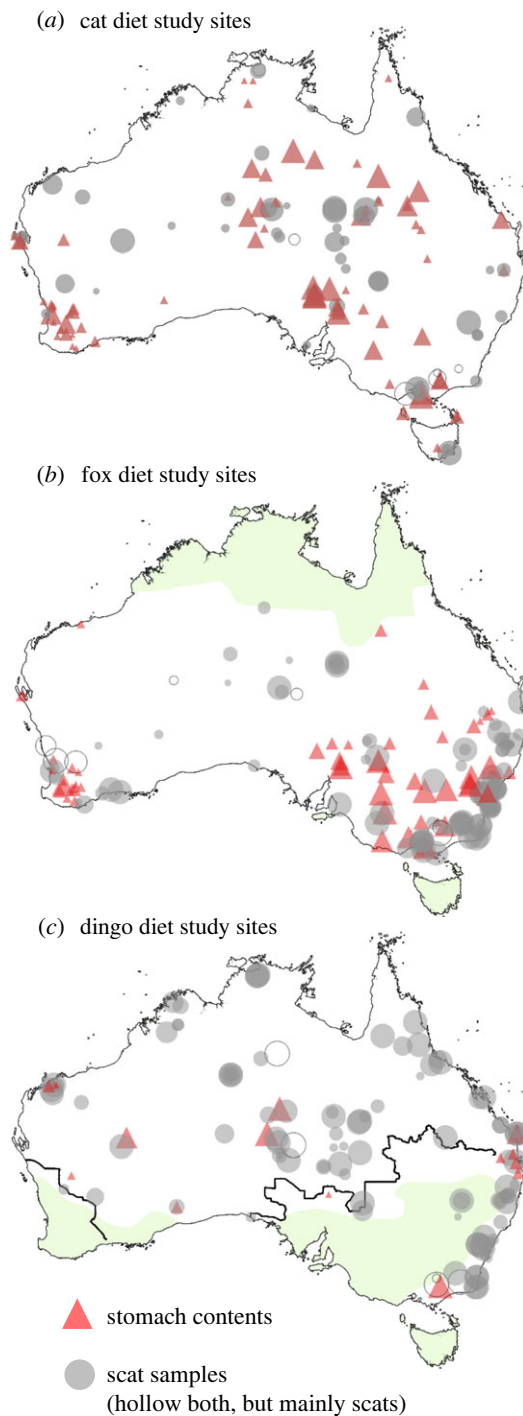 (a) cat diet study sites
(b) fox diet study sites
(c) dingo diet study sites
stomach contents
scat samples
(hollow both, but mainly scats)